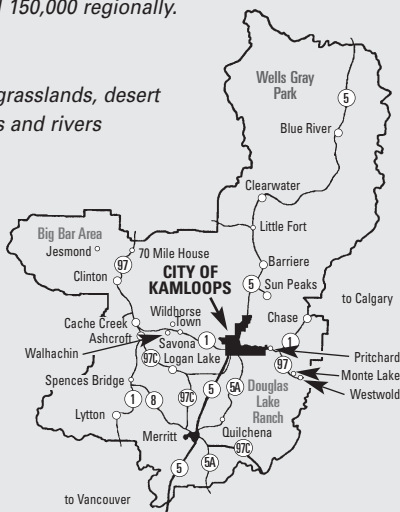 150,000 regionally.
grasslands, desert
and rivers
Wells Gray
Park
5
Blue River
Clearwater
Little Fort
Big Bar Area
Jesmond
70 Mile House
97
Clinton
CITY OF
KAMLOOPS
Barriere
5
Sun Peaks
to Calgary
Chase
Cache Creek
Wildhorse
Town
Ashcroft
Savona
1
1
Walhachin
97C
Logan Lake
97
Pritchard
Monte Lake
Westwold
Spences Bridge
1
8
97C
5
5A
Douglas
Lake
Ranch
Lytton
Merritt
Quilchena
97C
5
5A
to Vancouver